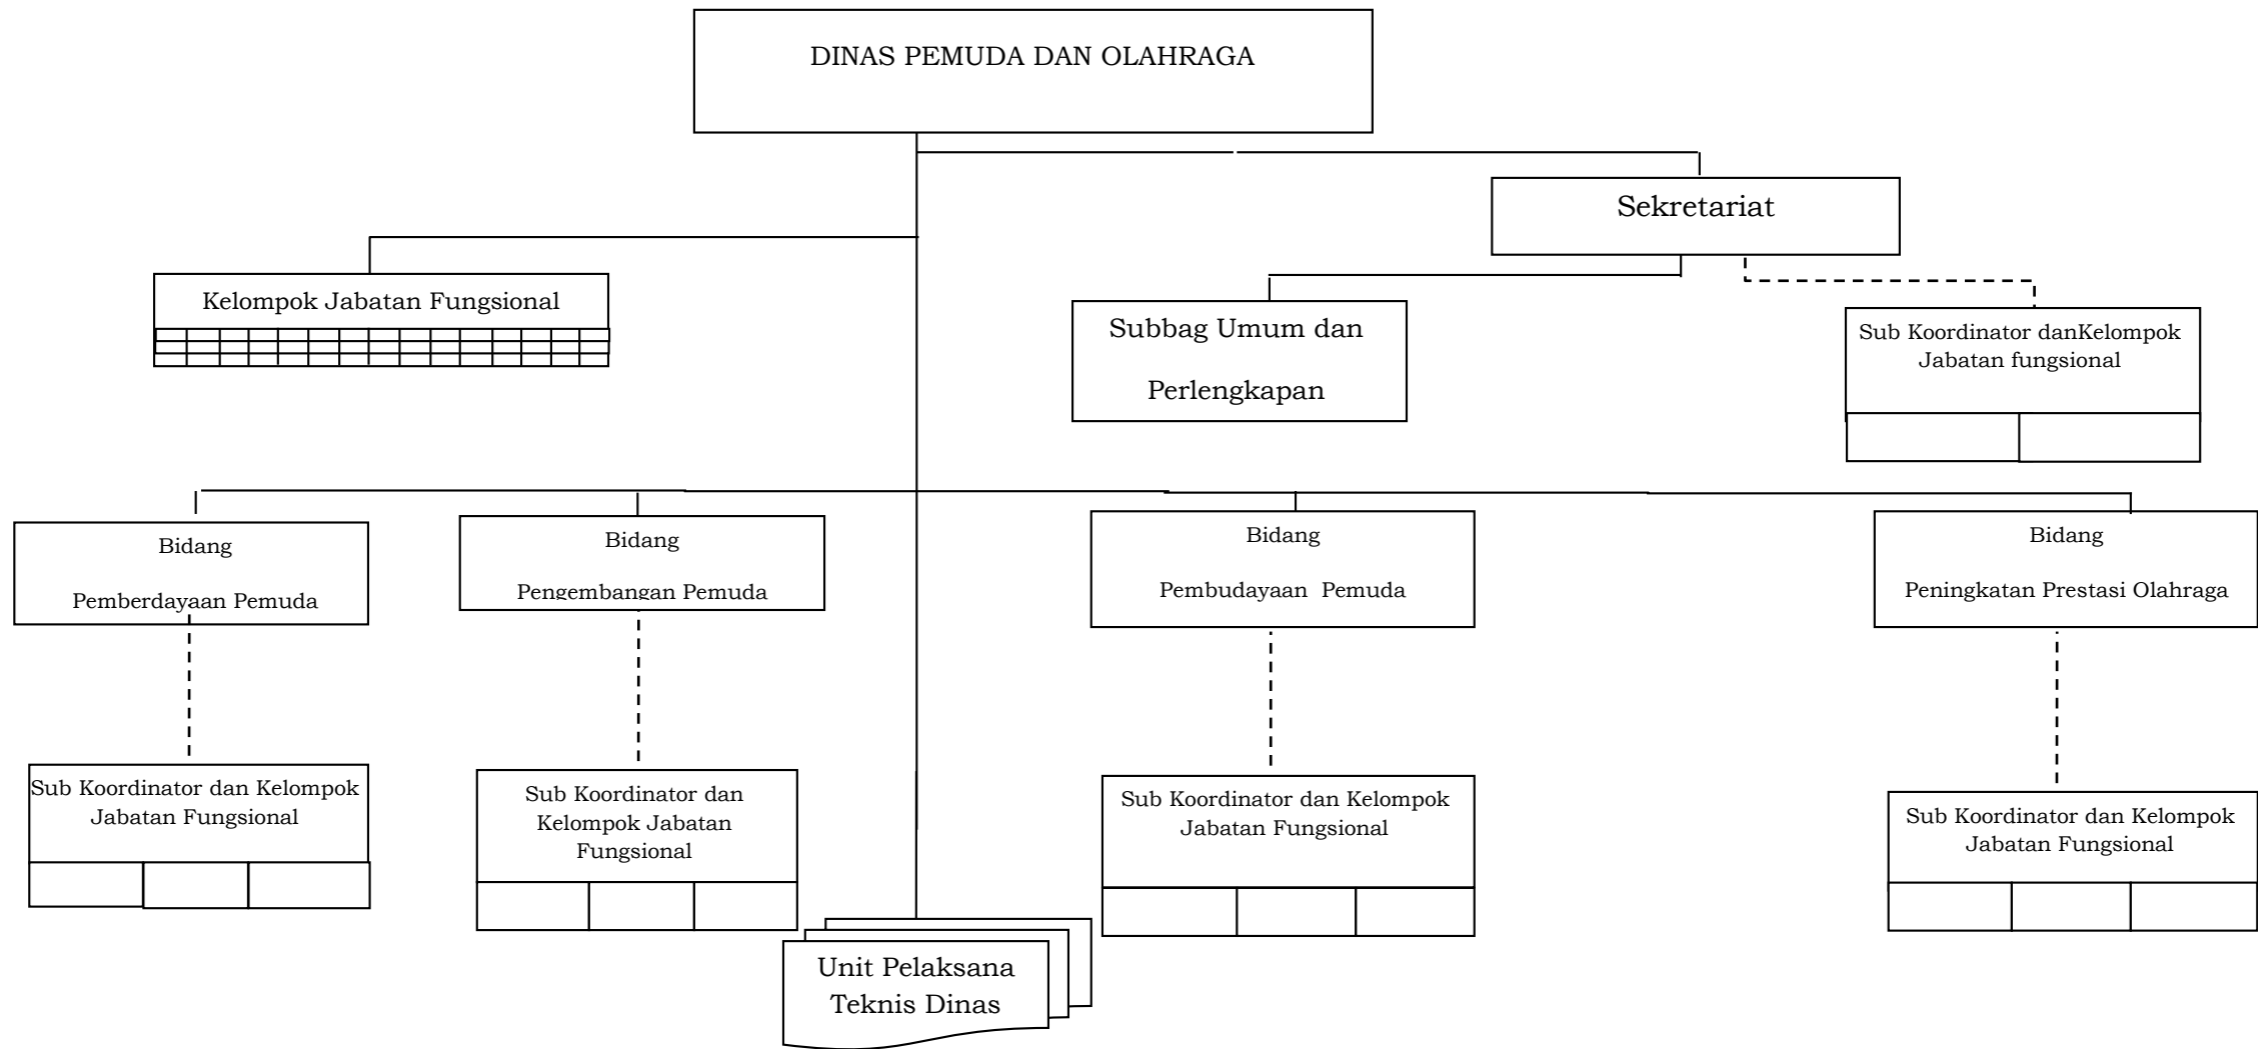 DINAS PEMUDA DAN OLAHRAGA
Sekretariat
Kelompok Jabatan Fungsional
Subbag Umum dan
Perlengkapan
Sub Koordinator danKelompok
Jabatan fungsional
Bidang
Pemberdayaan Pemuda
Bidang
Pengembangan Pemuda
Bidang
Pembudayaan  Pemuda
Bidang
Peningkatan Prestasi Olahraga
Sub Koordinator dan Kelompok
Jabatan Fungsional
Sub Koordinator dan
Kelompok Jabatan
Fungsional
Sub Koordinator dan Kelompok
Jabatan Fungsional
Sub Koordinator dan Kelompok
Jabatan Fungsional
Unit Pelaksana
Teknis Dinas